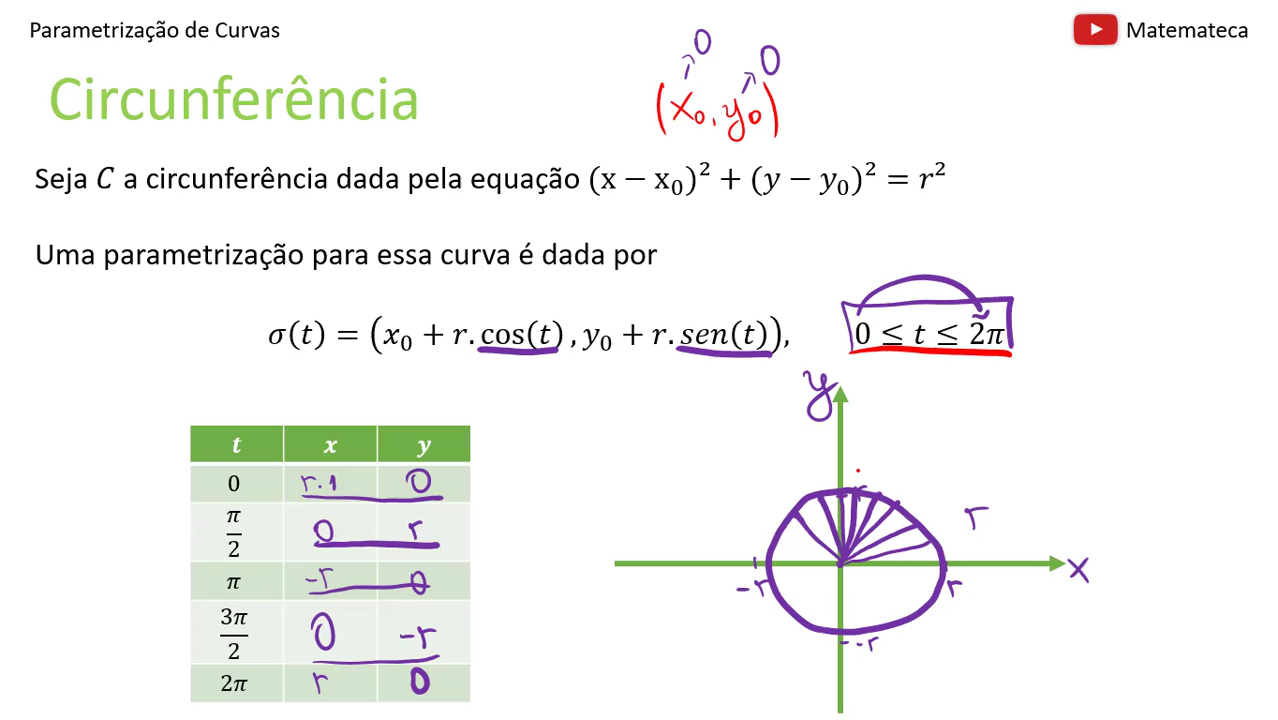 Parametrização de Curvas
Matemateca
0 0
Circunferência
(x₀, y₀)
Seja C a circunferência dada pela equação (x − x₀)² + (y − y₀)² = r²
Uma parametrização para essa curva é dada por
σ(t) = (x₀ + r.cos(t), y₀ + r.sen(t)), 0 ≤ t ≤ 2π
y
t x y
0 r.1 0
π/2 0 r
π -r 0
3π/2 0 -r
2π r 0
r
r
x
-r
r
--r